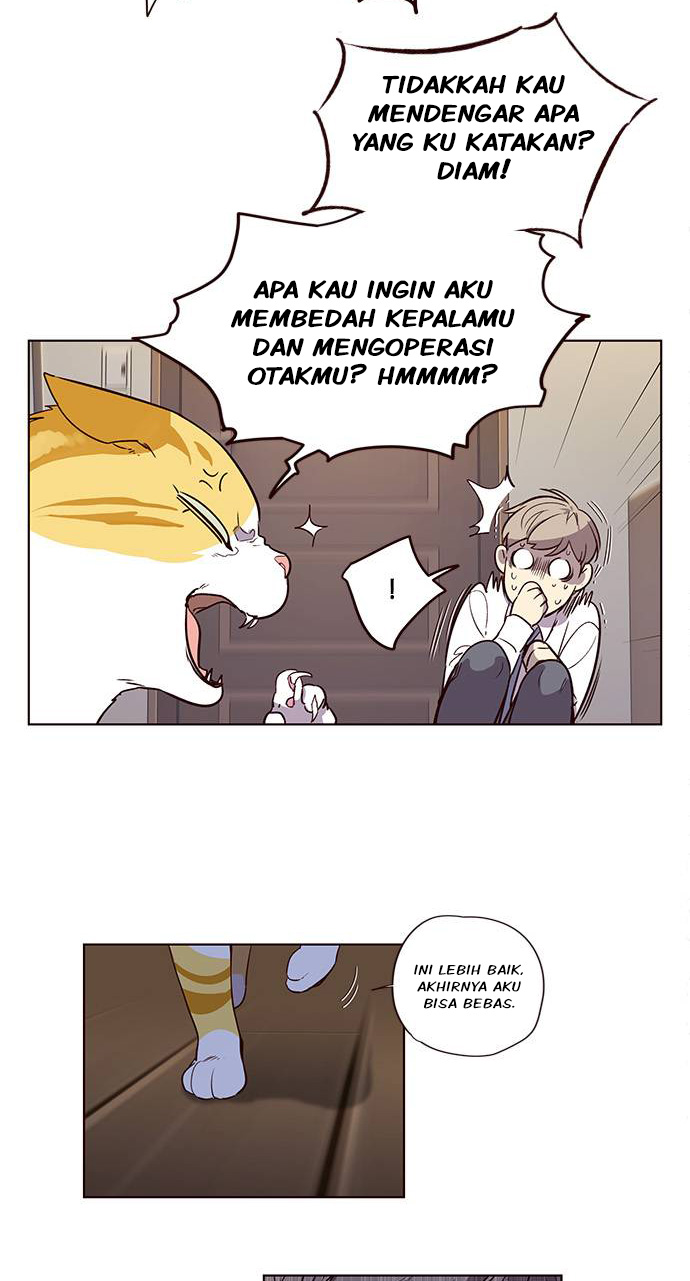 TIDAKKAH KAU
MENDENGAR APA
YANG KU KATAKAN?
DIAM!
APA KAU INGIN AKU
MEMBEDAH KEPALAMU
DAN MENGOPERASI
OTAKMU? HMMMM?
!
INI LEBIH BAIK,
AKHIRNYA AKU
BISA BEBAS.